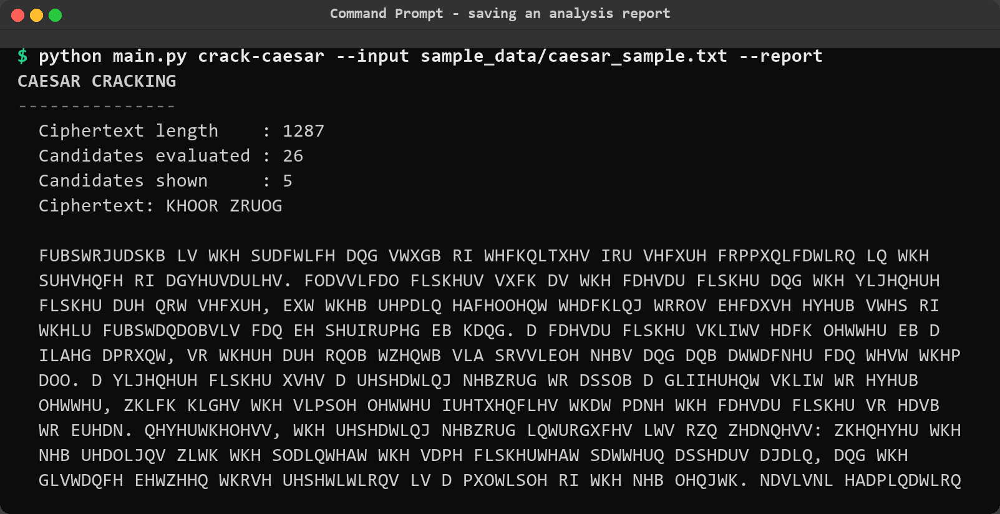 Command Prompt - saving an analysis report
$ python main.py crack-caesar --input sample_data/caesar_sample.txt --report
CAESAR CRACKING
---------------
Ciphertext length    : 1287
Candidates evaluated : 26
Candidates shown     : 5
Ciphertext: KHOOR ZRUOG
FUBSWRJUDSKB LV WKH SUDFWLFH DQG VWXGB RI WHFKQLTXHV IRU VHFXUH FRPPXQLFDWLRQ LQ WKH
SUHVHQFH RI DGYHUVDULHV. FODVVLFDO FLSKHUV VXFK DV WKH FDHVDU FLSKHU DQG WKH YLJHQHUH
FLSKHU DUH QRW VHFXUH, EXW WKHB UHPDLQ HAFHOOHQW WHDFKLQJ WRROV EHFDXVH HYHUB VWHS RI
WKHLU FUBSWDQDOBVLV FDQ EH SHUIRUPHG EB KDQG. D FDHVDU FLSKHU VKLIWV HDFK OHWWHU EB D
ILAHG DPRXQW, VR WKHUH DUH RQOB WZHQWB VLA SRVVLEOH NHBV DQG DQB DWWDFNHU FDQ WHVW WKHP
DOO. D YLJHQHUH FLSKHU XVHV D UHSHDWLQJ NHBZRUG WR DSSOB D GLIIHUHQW VKLIW WR HYHUB
OHWWHU, ZKLFK KLGHV WKH VLPSOH OHWWHU IUHTXHQFLHV WKDW PDNH WKH FDHVDU FLSKHU VR HDVB
WR EUHDN. QHYHUWKHOHVV, WKH UHSHDWLQJ NHBZRUG LQWURGXFHV LWV RZQ ZHDNQHVV: ZKHQHYHU WKH
NHB UHDOLJQV ZLWK WKH SODLQWHAW WKH VDPH FLSKHUWHAW SDWWHUQ DSSHDUV DJDLQ, DQG WKH
GLVWDQFH EHWZHHQ WKRVH UHSHWLWLRQV LV D PXOWLSOH RI WKH NHB OHQJWK. NDVLVNL HADPLQDWLRQ